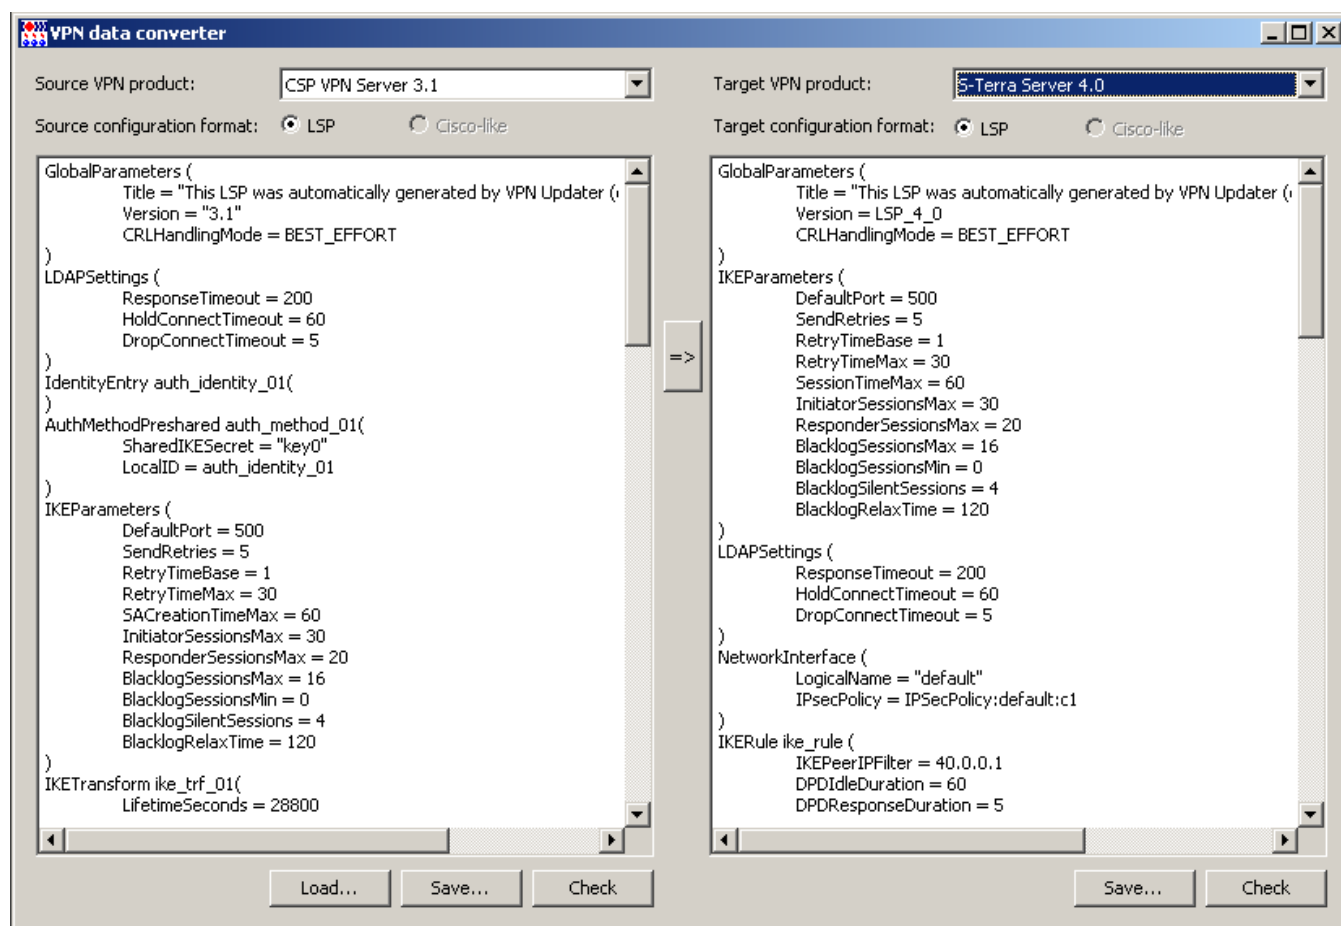 VPN data converter
Source VPN product:
CSP VPN Server 3.1
Source configuration format:
LSP
Cisco-like
GlobalParameters (
Title = "This LSP was automatically generated by VPN Updater (
Version = "3.1"
CRLHandlingMode = BEST_EFFORT
)
LDAPSettings (
ResponseTimeout = 200
HoldConnectTimeout = 60
DropConnectTimeout = 5
)
IdentityEntry auth_identity_01(
)
AuthMethodPreshared auth_method_01(
SharedIKESecret = "key0"
LocalID = auth_identity_01
)
IKEParameters (
DefaultPort = 500
SendRetries = 5
RetryTimeBase = 1
RetryTimeMax = 30
SACreationTimeMax = 60
InitiatorSessionsMax = 30
ResponderSessionsMax = 20
BlacklogSessionsMax = 16
BlacklogSessionsMin = 0
BlacklogSilentSessions = 4
BlacklogRelaxTime = 120
)
IKETransform ike_trf_01(
LifetimeSeconds = 28800
Load...
Save...
Check
=>
Target VPN product:
S-Terra Server 4.0
Target configuration format:
LSP
Cisco-like
GlobalParameters (
Title = "This LSP was automatically generated by VPN Updater (
Version = LSP_4_0
CRLHandlingMode = BEST_EFFORT
)
IKEParameters (
DefaultPort = 500
SendRetries = 5
RetryTimeBase = 1
RetryTimeMax = 30
SessionTimeMax = 60
InitiatorSessionsMax = 30
ResponderSessionsMax = 20
BlacklogSessionsMax = 16
BlacklogSessionsMin = 0
BlacklogSilentSessions = 4
BlacklogRelaxTime = 120
)
LDAPSettings (
ResponseTimeout = 200
HoldConnectTimeout = 60
DropConnectTimeout = 5
)
NetworkInterface (
LogicalName = "default"
IPsecPolicy = IPSecPolicy:default:c1
)
IKERule ike_rule (
IKEPeerIPFilter = 40.0.0.1
DPDIdleDuration = 60
DPDResponseDuration = 5
Save...
Check